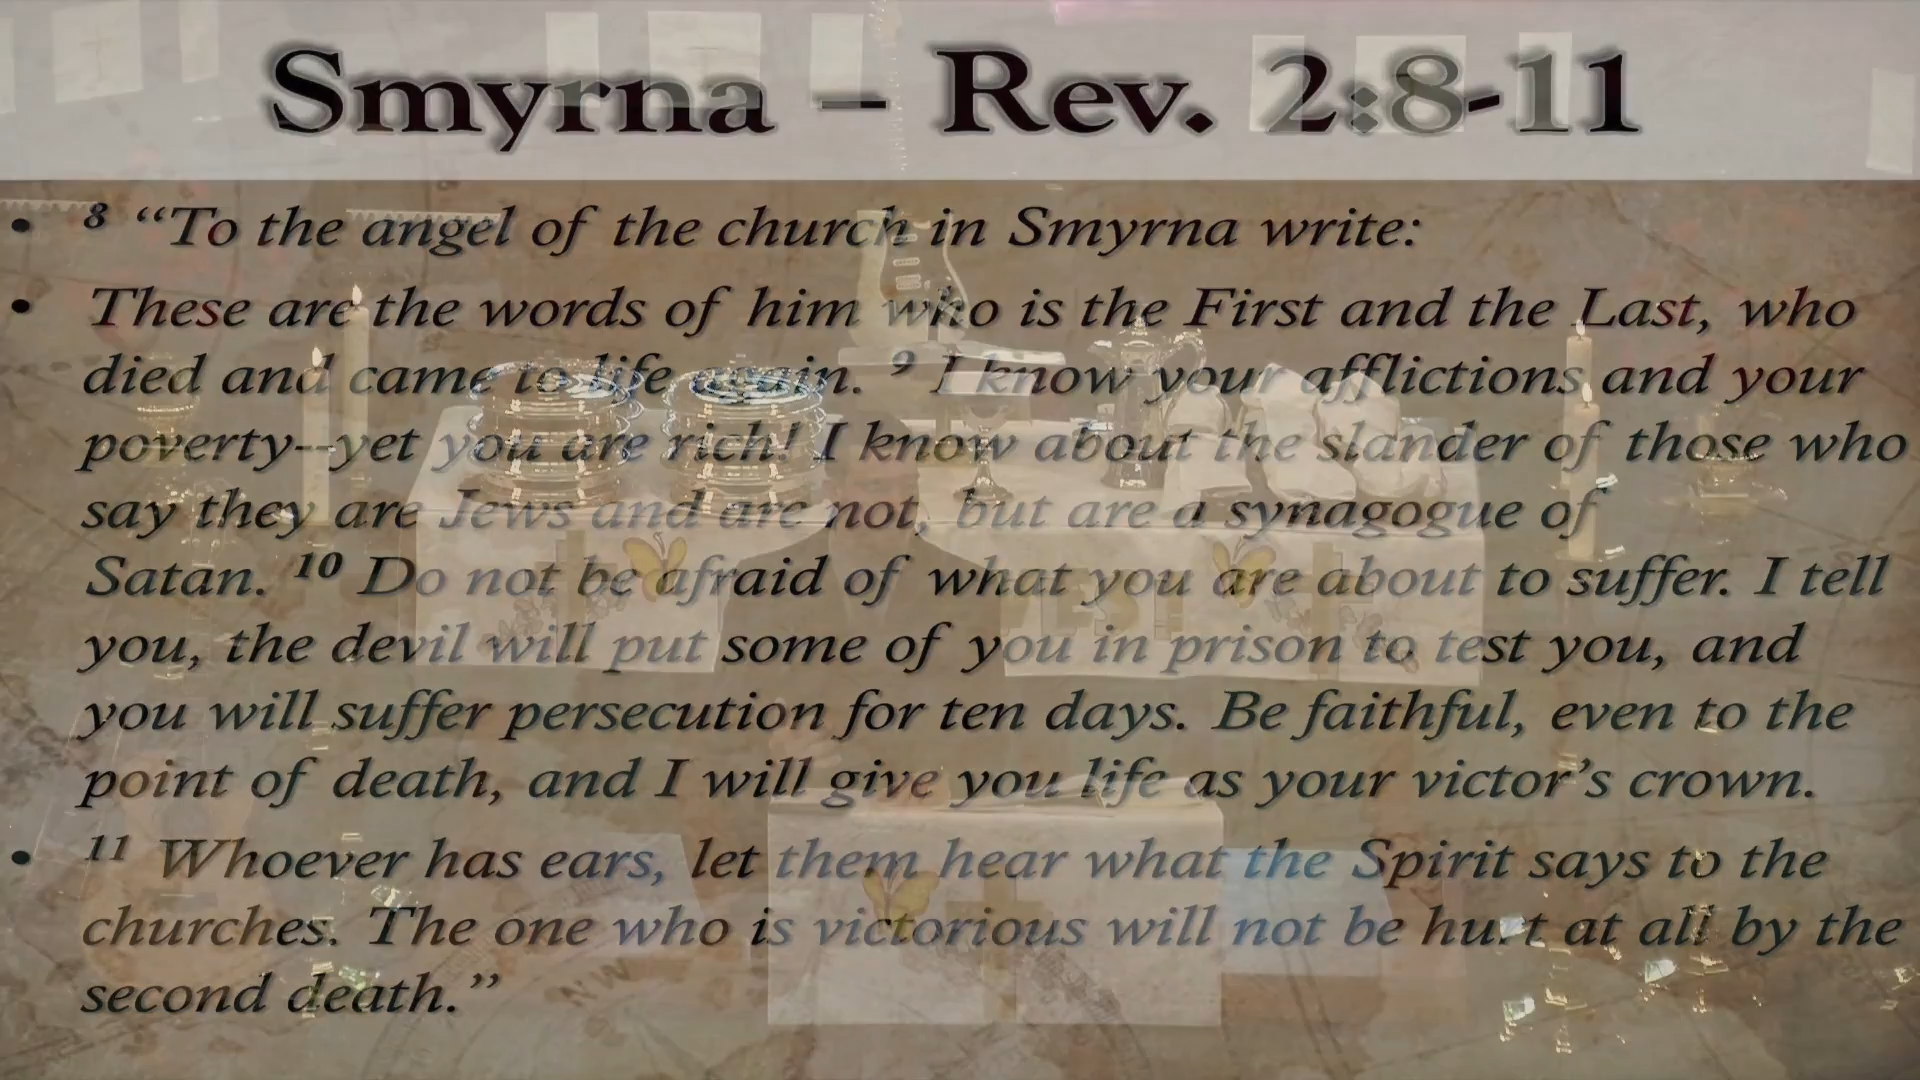 Smyrna – Rev. 2:8-11
• 8 “To the angel of the church in Smyrna write:
• These are the words of him who is the First and the Last, who
died and came to life again. 9 I know your afflictions and your
poverty--yet you are rich! I know about the slander of those who
say they are Jews and are not, but are a synagogue of
Satan. 10 Do not be afraid of what you are about to suffer. I tell
you, the devil will put some of you in prison to test you, and
you will suffer persecution for ten days. Be faithful, even to the
point of death, and I will give you life as your victor’s crown.
• 11 Whoever has ears, let them hear what the Spirit says to the
churches. The one who is victorious will not be hurt at all by the
second death.”
NW